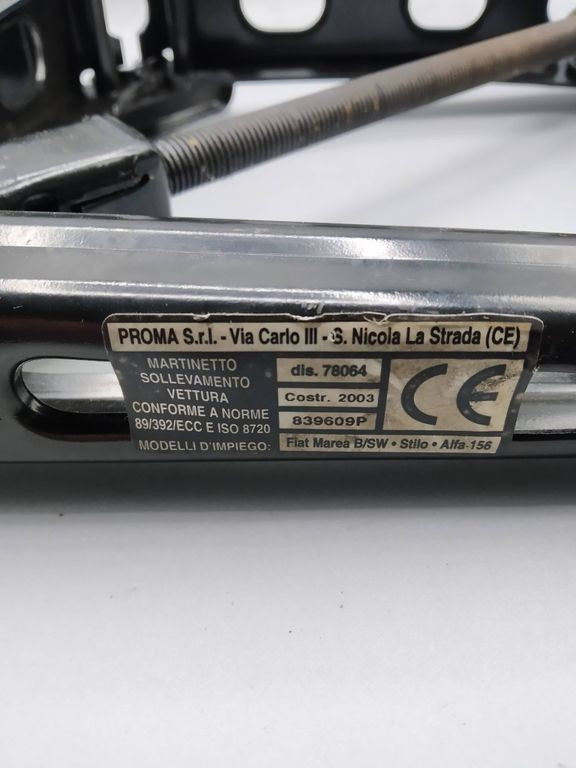 PROMA S.r.l. - Via Carlo III - S. Nicola La Strada (CE)
MARTINETTO
SOLLEVAMENTO
VETTURA
CONFORME A NORME
89/392/ECC E ISO 8720
MODELLI D'IMPIEGO:
dis. 78064
Costr. 2003
839609P
Fiat Marea B/SW • Stilo • Alfa-156
CE